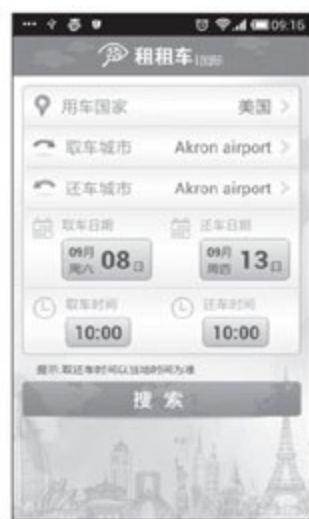 09:16
租租车
用车国家 美国
取车城市 Akron airport
还车城市 Akron airport
取车日期 还车日期
09月 周六 08日 09月 周四 13日
取车时间 还车时间
10:00 10:00
提示:取还车时间以当地时间为准
搜索